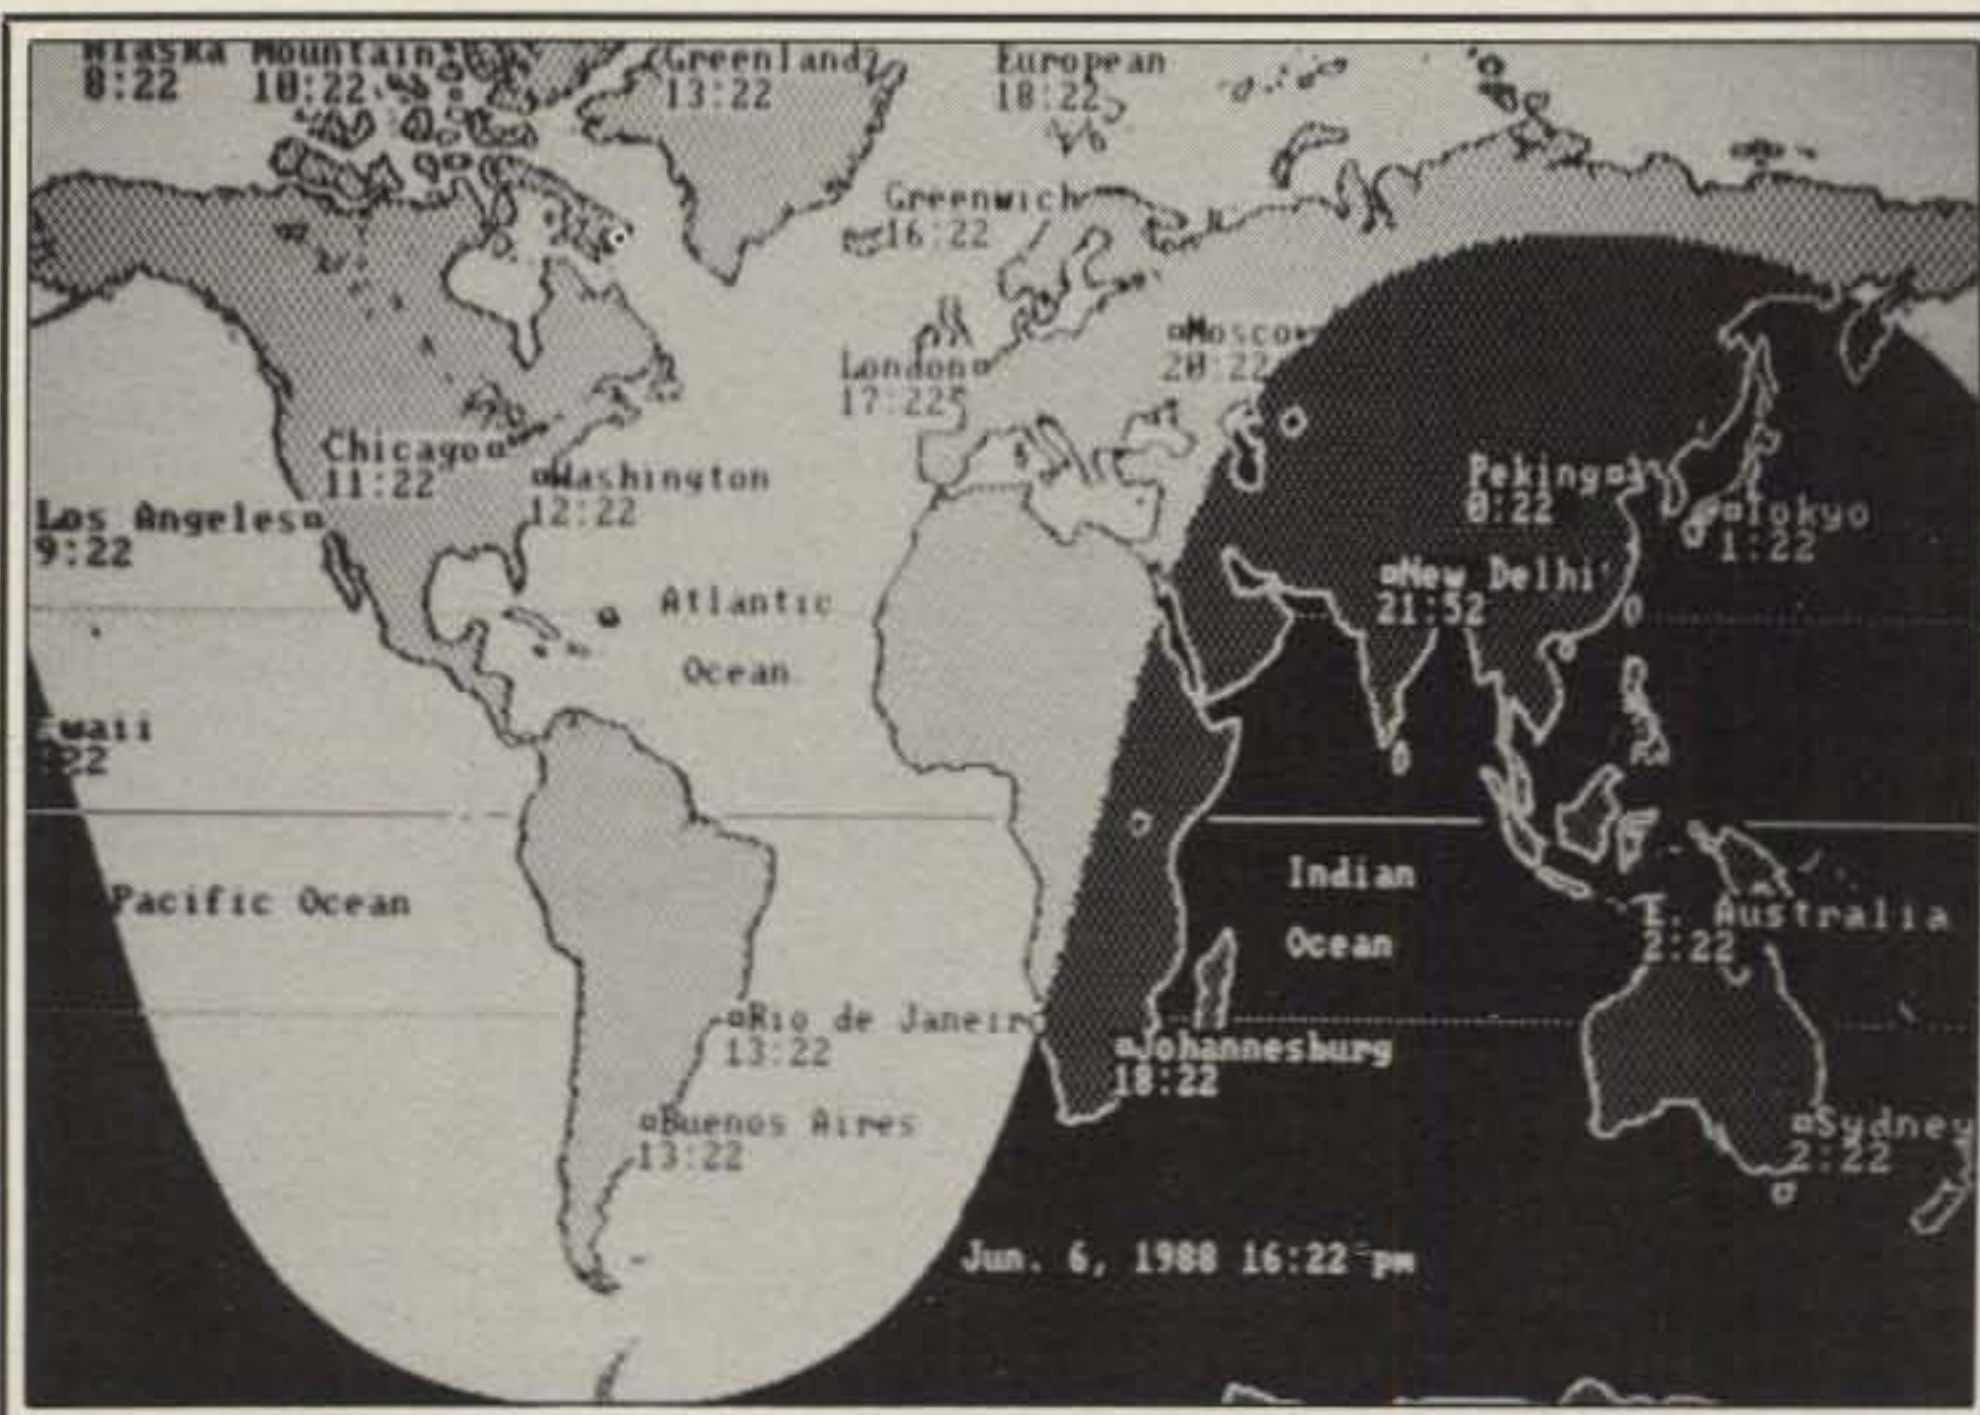 Alaska
8:22
Mountain
10:22
Greenland
13:22
European
18:22
Greenwich
16:22
Moscow
20:22
London
17:22
Chicago
11:22
Washington
12:22
Los Angeles
9:22
Peking
0:22
Tokyo
1:22
New Delhi
21:52
Atlantic
Ocean
waii
:22
Pacific Ocean
Indian
Ocean
E. Australia
2:22
Rio de Janeir
13:22
Johannesburg
18:22
Buenos Aires
13:22
Sydney
2:22
Jun. 6, 1988 16:22 pm